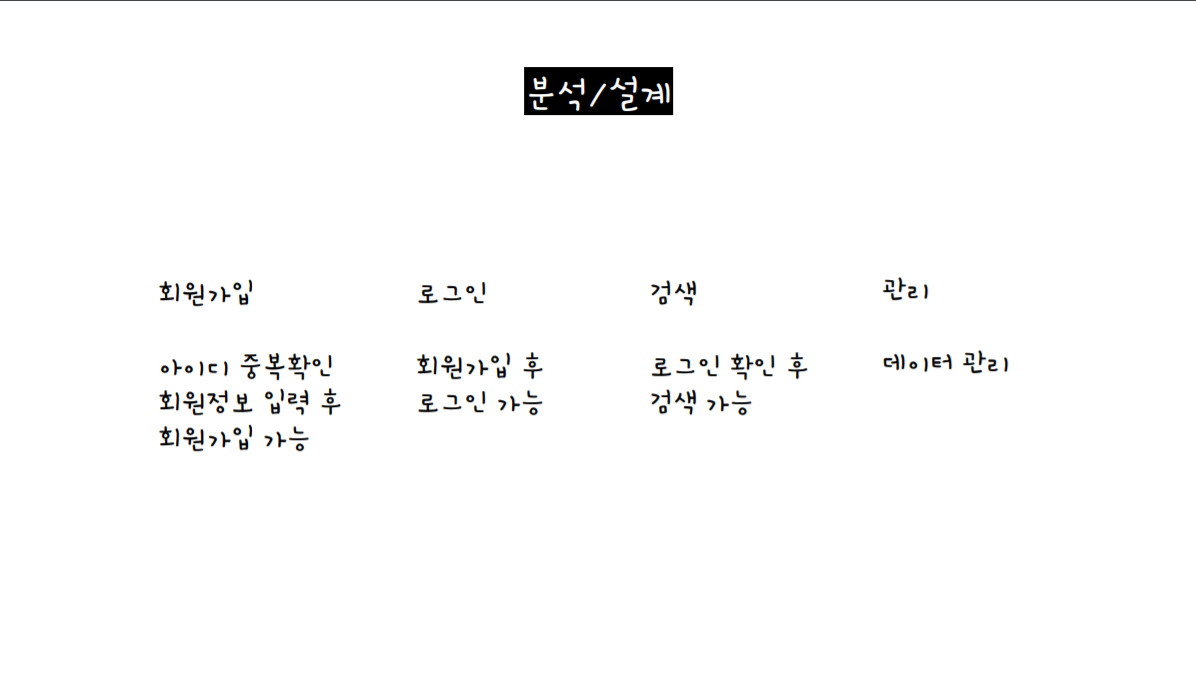 분석/설계
회원가입
아이디 중복확인
회원정보 입력 후
회원가입 가능
로그인
회원가입 후
로그인 가능
검색
로그인 확인 후
검색 가능
관리
데이터 관리